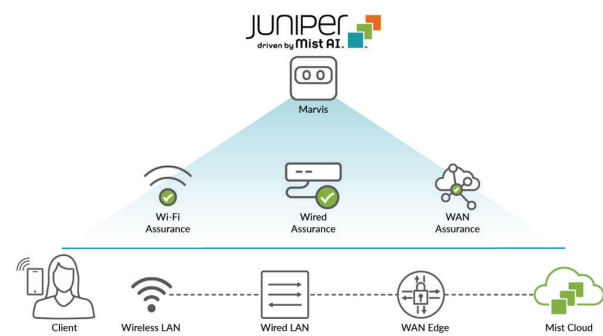 JUNIPER
driven by Mist AI™
Marvis
Wi-Fi
Assurance
Wired
Assurance
WAN
Assurance
Client
Wireless LAN
Wired LAN
WAN Edge
Mist Cloud